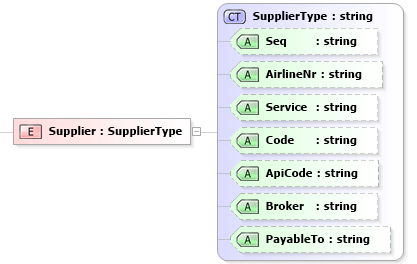 CT SupplierType : string
A Seq : string
A AirlineNr : string
A Service : string
E Supplier : SupplierType
A Code : string
A ApiCode : string
A Broker : string
A PayableTo : string